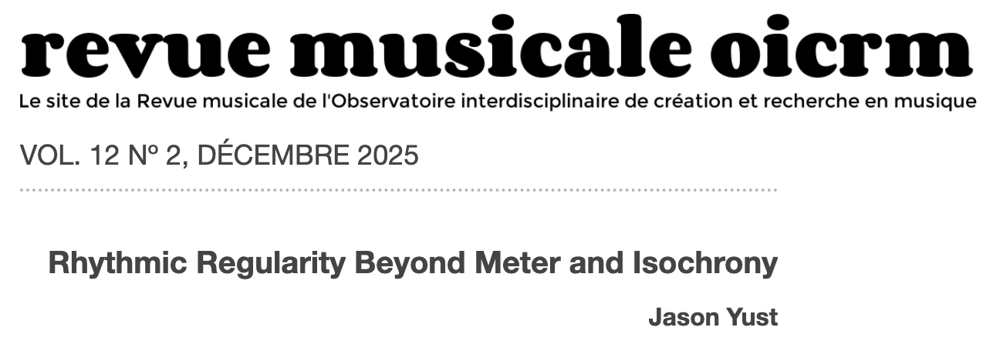 revue musicale oicrm
Le site de la Revue musicale de l'Observatoire interdisciplinaire de création et recherche en musique
VOL. 12 Nº 2, DÉCEMBRE 2025
Rhythmic Regularity Beyond Meter and Isochrony
Jason Yust